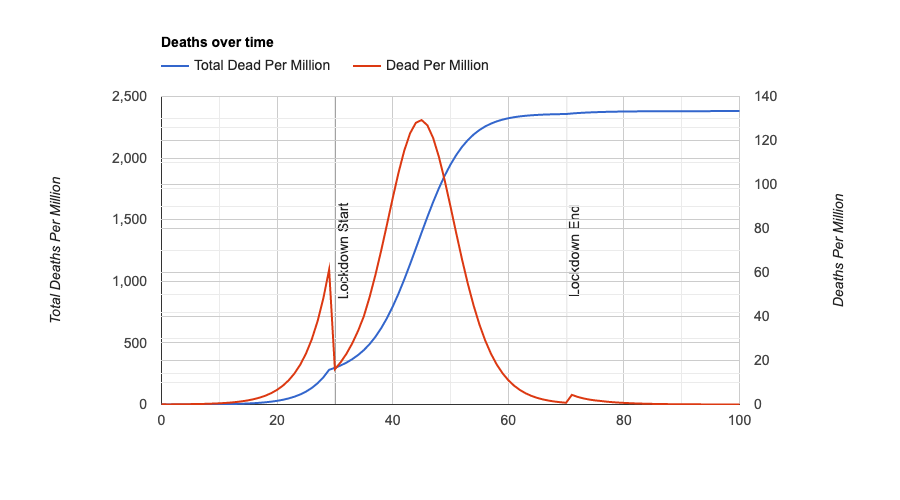 Deaths over time
Total Dead Per Million
Dead Per Million
2,500
2,000
1,500
1,000
500
0
140
120
100
80
60
40
20
0
0
20
40
60
80
100
Total Deaths Per Million
Deaths Per Million
Lockdown Start
Lockdown End